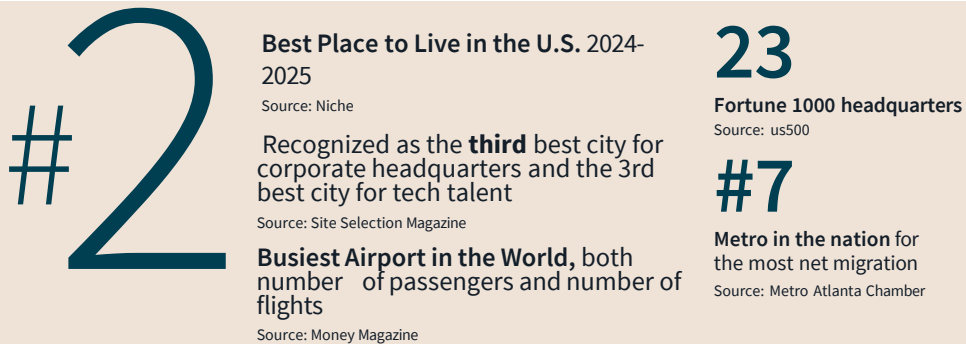 #2
Best Place to Live in the U.S. 2024-
2025
Source: Niche
Recognized as the third best city for
corporate headquarters and the 3rd
best city for tech talent
Source: Site Selection Magazine
Busiest Airport in the World, both
number of passengers and number of
flights
Source: Money Magazine
23
Fortune 1000 headquarters
Source: us500
#7
Metro in the nation for
the most net migration
Source: Metro Atlanta Chamber